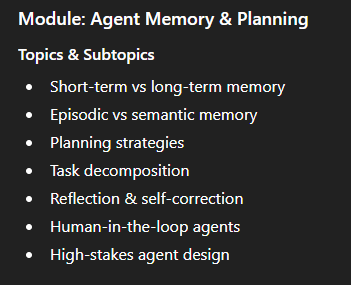 Module: Agent Memory & Planning
Topics & Subtopics
• Short-term vs long-term memory
• Episodic vs semantic memory
• Planning strategies
• Task decomposition
• Reflection & self-correction
• Human-in-the-loop agents
• High-stakes agent design